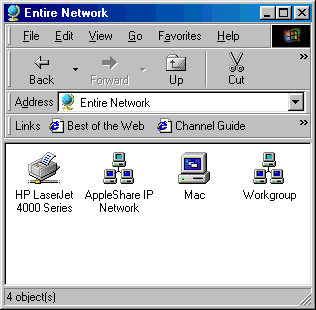 Entire Network
File Edit View Go Favorites Help
Back Forward Up Cut »
Address Entire Network
Links Best of the Web Channel Guide »
HP LaserJet 4000 Series
AppleShare IP Network
Mac
Workgroup
4 object(s)